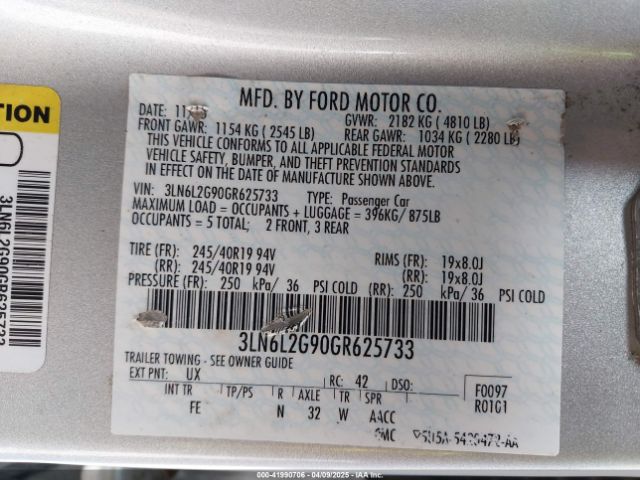 MFD. BY FORD MOTOR CO.
DATE: 11
GVWR: 2182 KG ( 4810 LB)
FRONT GAWR: 1154 KG ( 2545 LB)
REAR GAWR: 1034 KG ( 2280 LB)
THIS VEHICLE CONFORMS TO ALL APPLICABLE FEDERAL MOTOR
VEHICLE SAFETY, BUMPER, AND THEFT PREVENTION STANDARDS
IN EFFECT ON THE DATE OF MANUFACTURE SHOWN ABOVE.
VIN: 3LN6L2G90GR625733 TYPE: Passenger Car
MAXIMUM LOAD = OCCUPANTS + LUGGAGE = 396KG/ 875LB
OCCUPANTS = 5 TOTAL; 2 FRONT, 3 REAR
TIRE (FR): 245/40R19 94V RIMS (FR): 19x8.0J
(RR): 245/40R19 94V (RR): 19x8.0J
PRESSURE (FR): 250 kPa/ 36 PSI COLD (RR): 250 kPa/ 36 PSI COLD
3LN6L2G90GR625733
TRAILER TOWING - SEE OWNER GUIDE
EXT PNT: UX RC: 42 DSO:
INT TR TP/PS R AXLE TR SPR
FE N 32 W AACC
F0097
R0101
TION
3LN6L2G90GR625733
000-41990706 - 04/09/2025 - IAA Inc.